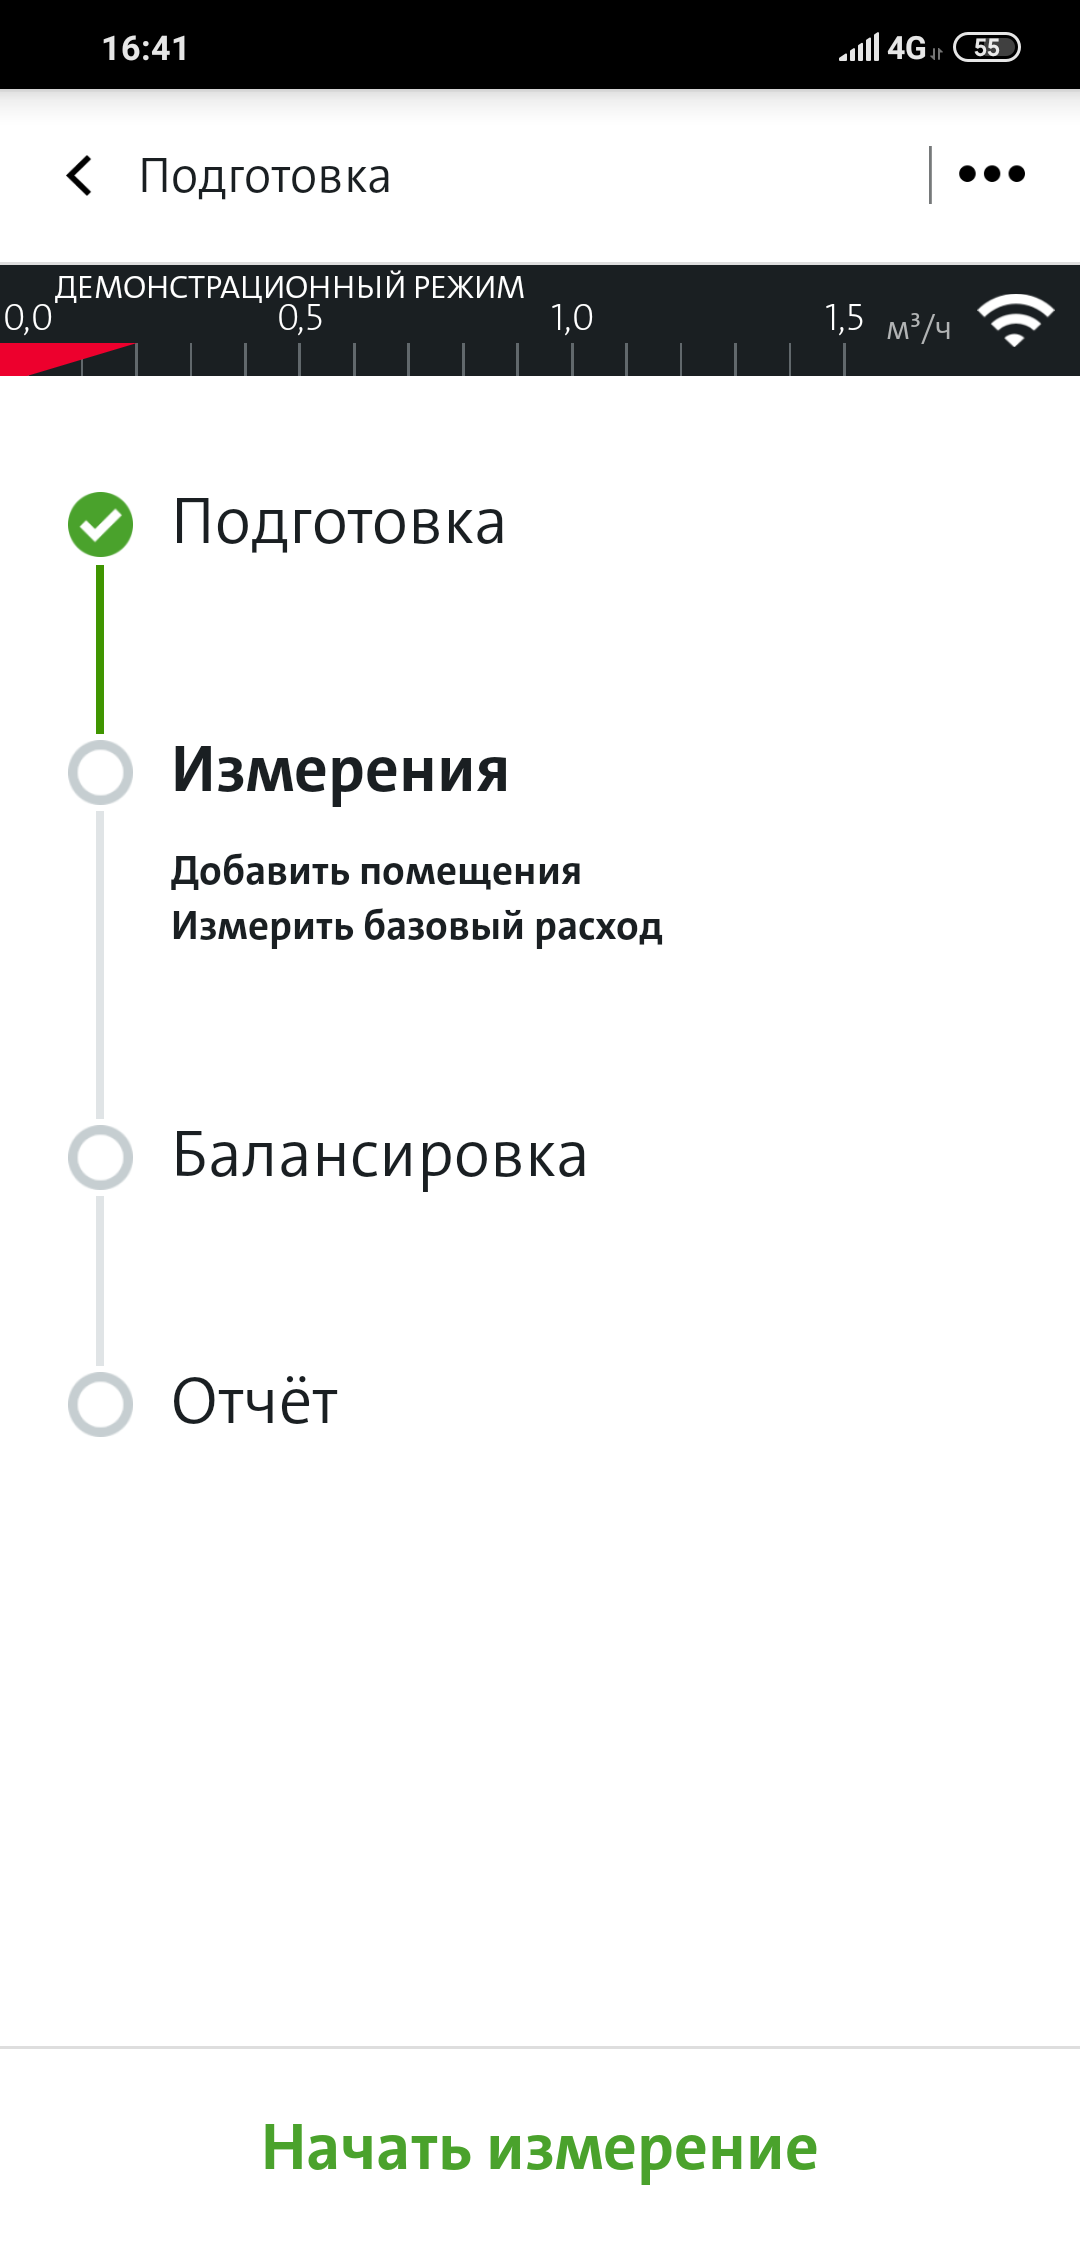 16:41
4G 55
Подготовка
ДЕМОНСТРАЦИОННЫЙ РЕЖИМ
0,0 0,5 1,0 1,5 м³/ч
Подготовка
Измерения
Добавить помещения
Измерить базовый расход
Балансировка
Отчёт
Начать измерение